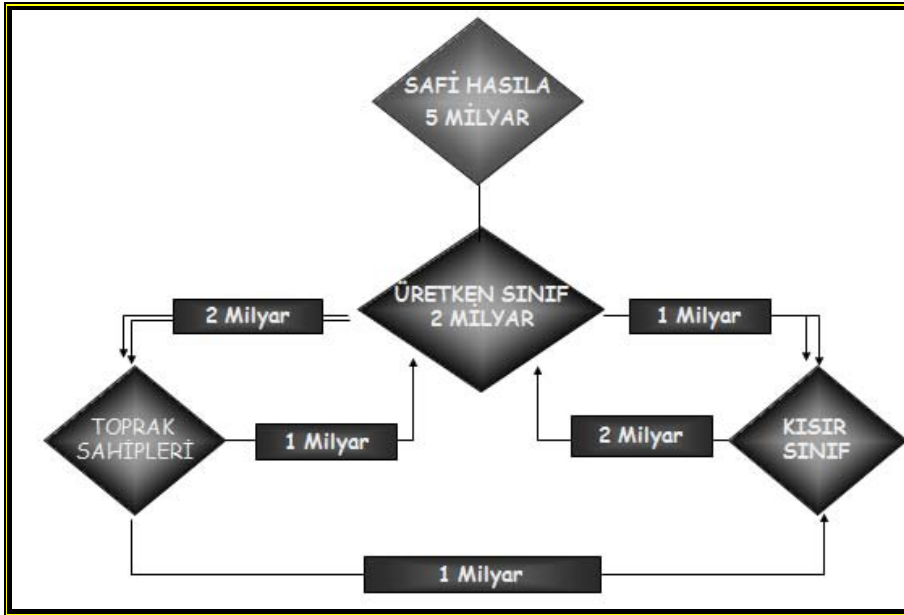 SAFİ HASILA
5 MİLYAR
ÜRETKEN SINIF
2 MİLYAR
2 Milyar
1 Milyar
TOPRAK
SAHİPLERİ
1 Milyar
2 Milyar
KISIR
SINIF
1 Milyar